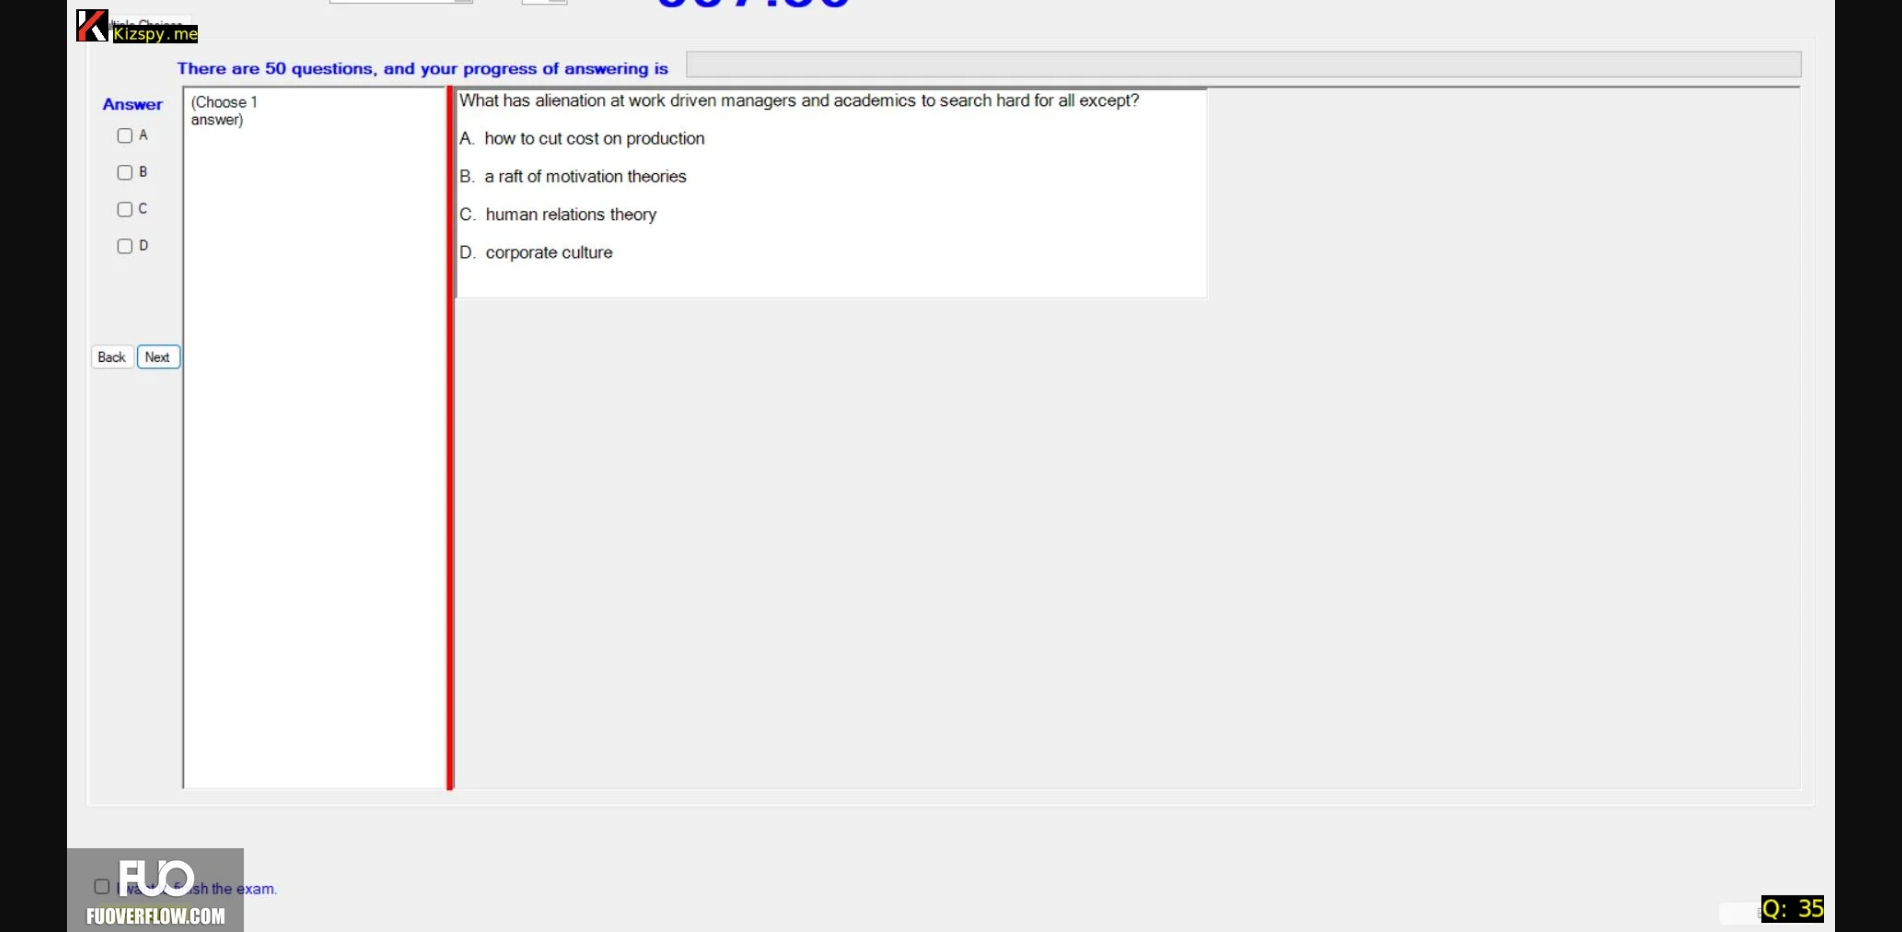 Kizspy.me
There are 50 questions, and your progress of answering is
Answer
(Choose 1
answer)
A
B
C
D
Back
Next
What has alienation at work driven managers and academics to search hard for all except?
A. how to cut cost on production
B. a raft of motivation theories
C. human relations theory
D. corporate culture
FUO
finish the exam.
FUOVERFLOW.COM
Q: 35